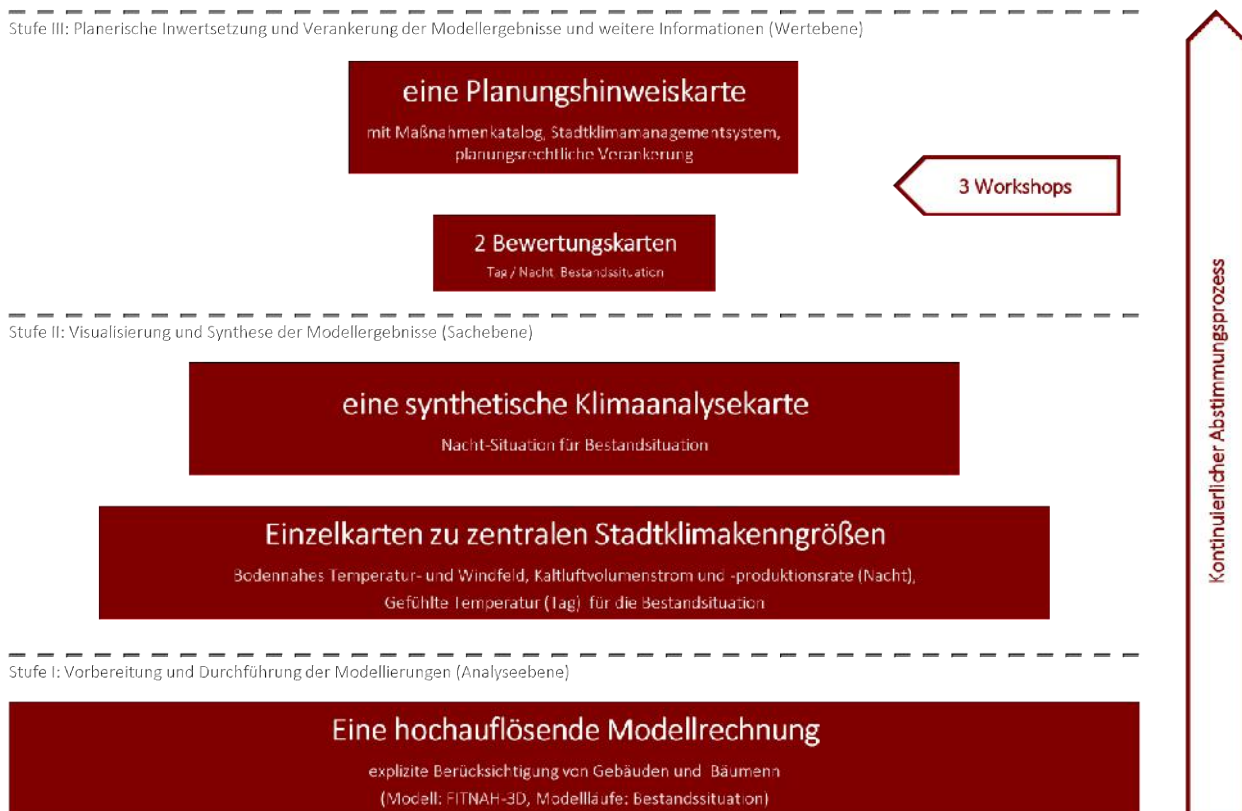 Stufe III: Planerische Inwertsetzung und Verankerung der Modellergebnisse und weitere Informationen (Wertebene)
eine Planungshinweiskarte
mit Maßnahmenkatalog, Stadtklimamanagementsystem,
planungsrechtliche Verankerung
3 Workshops
2 Bewertungskarten
Tag / Nacht, Bestandssituation
Stufe II: Visualisierung und Synthese der Modellergebnisse (Sachebene)
eine synthetische Klimaanalysekarte
Nacht-Situation für Bestandsituation
Einzelkarten zu zentralen Stadtklimakenngrößen
Bodennahes Temperatur- und Windfeld, Kaltluftvolumenstrom und -produktionsrate (Nacht),
Gefühlte Temperatur (Tag) für die Bestandsituation
Stufe I: Vorbereitung und Durchführung der Modellierungen (Analyseebene)
Eine hochauflösende Modellrechnung
explizite Berücksichtigung von Gebäuden und Bäumenn
(Modell: FITNAH-3D, Modellläufe: Bestandssituation)
Kontinuierlicher Abstimmungsprozess